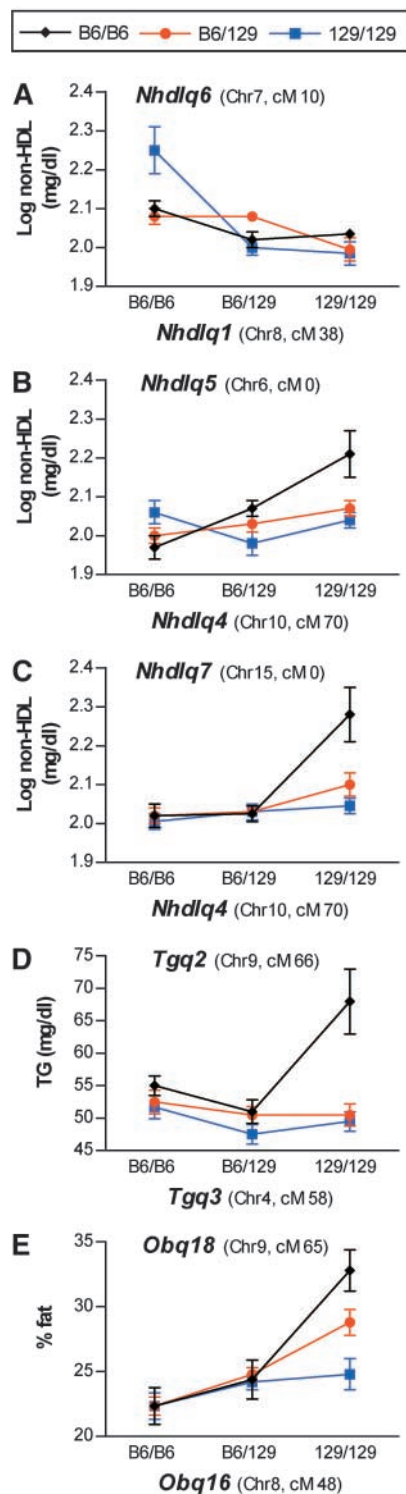 B6/B6 B6/129 129/129
A
Nhdlq6 (Chr7, cM 10)
Log non-HDL
(mg/dl)
2.4
2.3
2.2
2.1
2.0
1.9
B6/B6 B6/129 129/129
Nhdlq1 (Chr8, cM 38)
B
Nhdlq5 (Chr6, cM 0)
Log non-HDL
(mg/dl)
2.4
2.3
2.2
2.1
2.0
1.9
B6/B6 B6/129 129/129
Nhdlq4 (Chr10, cM 70)
C
Nhdlq7 (Chr15, cM 0)
Log non-HDL
(mg/dl)
2.4
2.3
2.2
2.1
2.0
1.9
B6/B6 B6/129 129/129
Nhdlq4 (Chr10, cM 70)
D
Tgq2 (Chr9, cM 66)
TG (mg/dl)
75
70
65
60
55
50
45
B6/B6 B6/129 129/129
Tgq3 (Chr4, cM 58)
E
Obq18 (Chr9, cM 65)
% fat
35
30
25
20
B6/B6 B6/129 129/129
Obq16 (Chr8, cM 48)